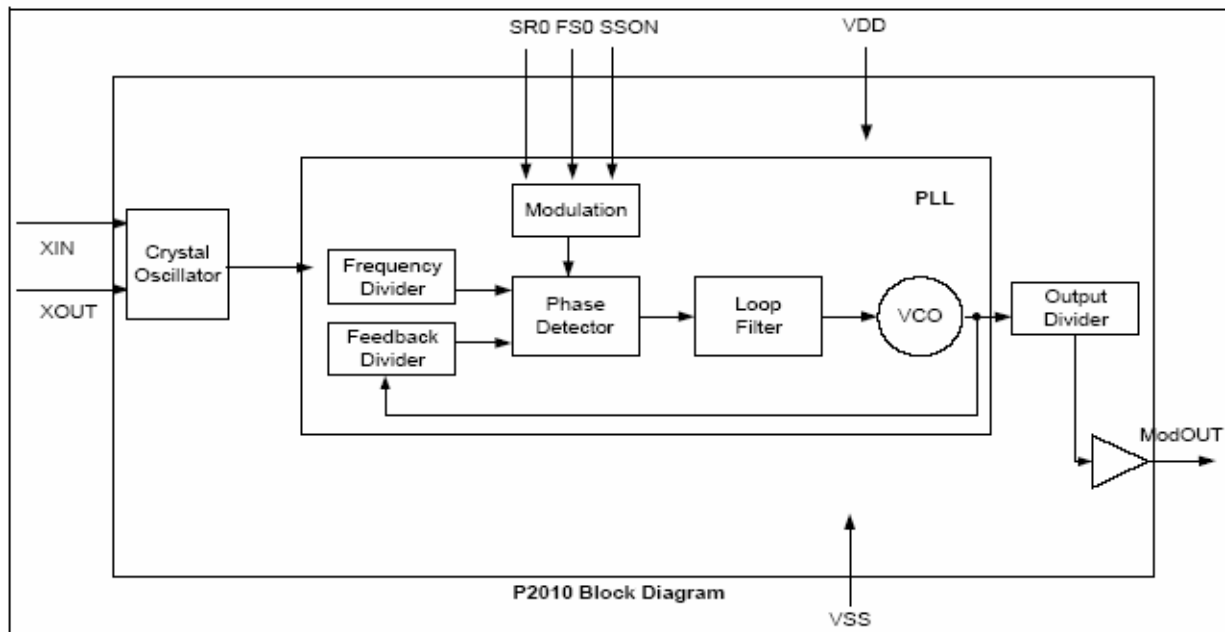 SR0 FS0 SSON
VDD
PLL
Modulation
XIN
Crystal
Oscillator
XOUT
Frequency
Divider
Feedback
Divider
Phase
Detector
Loop
Filter
VCO
Output
Divider
ModOUT
P2010 Block Diagram
VSS